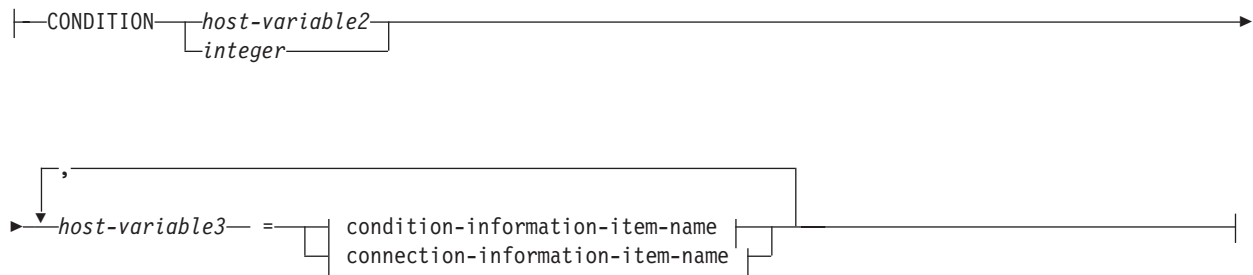 CONDITION host-variable2
integer
,
host-variable3 = condition-information-item-name
connection-information-item-name